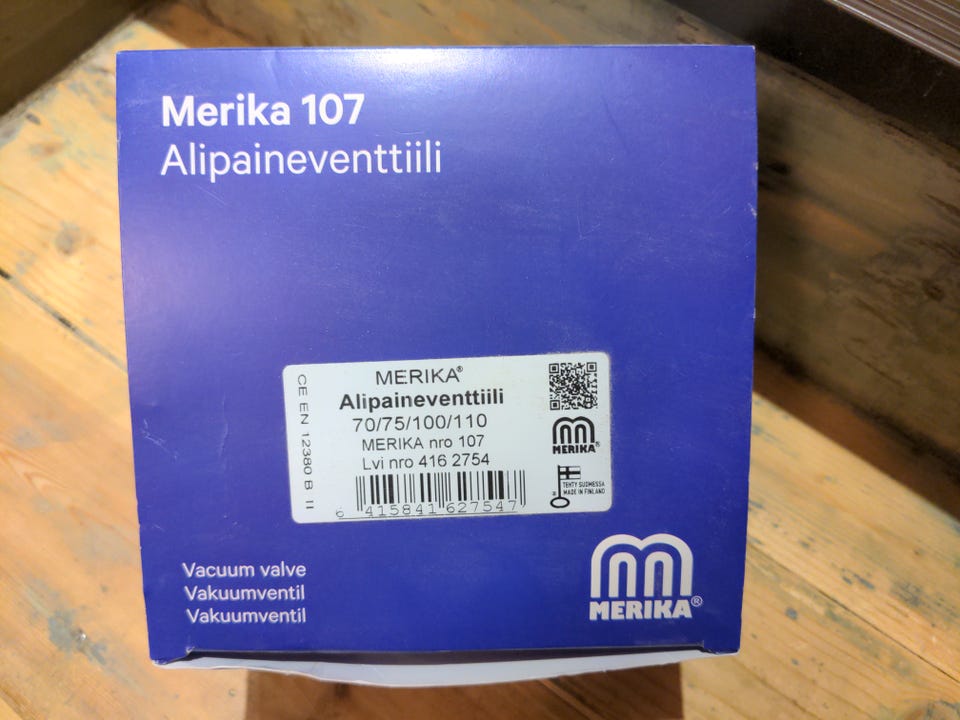 Merika 107
Alipaineventtiili
CE EN 12380 B II
MERIKA®
Alipaineventtiili
70/75/100/110
MERIKA nro 107
Lvi nro 416 2754
6 415841 627547
MERIKA®
TEHTY SUOMESSA
MADE IN FINLAND
Vacuum valve
Vakuumventil
Vakuumventil
MERIKA®